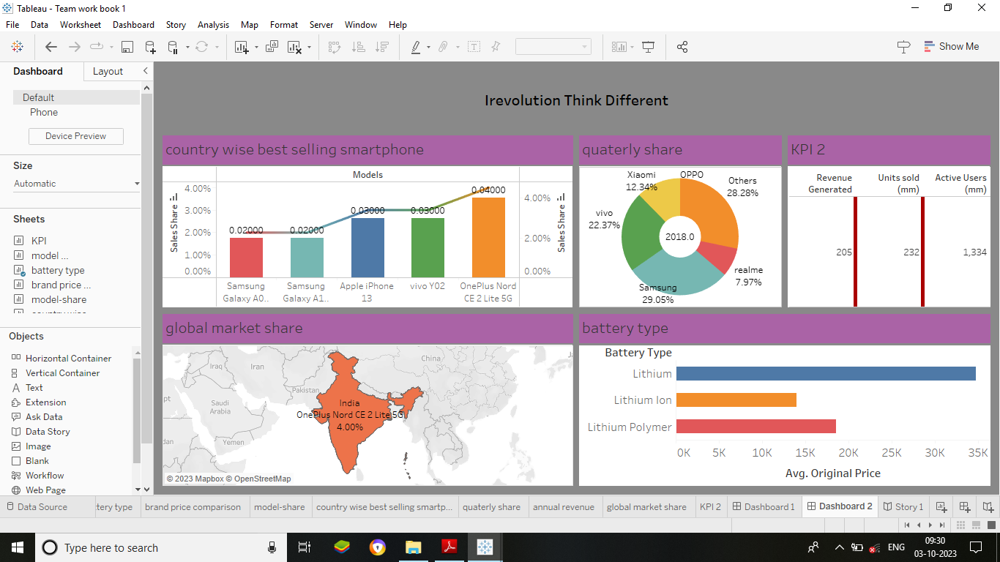 Tableau - Team work book 1
File Data Worksheet Dashboard Story Analysis Map Format Server Window Help
Show Me
Dashboard Layout
Default
Phone
Device Preview
Size
Automatic
Sheets
KPI
model ...
battery type
brand price ...
model-share
Objects
Horizontal Container
Vertical Container
Text
Extension
Ask Data
Data Story
Image
Blank
Workflow
Web Page
Irevolution Think Different
country wise best selling smartphone
Models
Sales Share
4.00%
3.00%
2.00%
1.00%
0.00%
0.02000 0.02000 0.03000 0.03000 0.04000
4.00%
2.00%
0.00%
Sales Share
Samsung Galaxy A0..
Samsung Galaxy A1..
Apple iPhone 13
vivo Y02
OnePlus Nord CE 2 Lite 5G
quaterly share
Xiaomi
12.34%
OPPO
Others
28.28%
vivo
22.37%
2018.0
realme
7.97%
Samsung
29.05%
KPI 2
Revenue Generated
Units sold (mm)
Active Users (mm)
205 232 1,334
global market share
Iraq
Iran
China
Pakistan
Saudi Arabia
Yemen
India
OnePlus Nord CE 2 Lite 5G
4.00%
© 2023 Mapbox © OpenStreetMap
battery type
Battery Type
Lithium
Lithium Ion
Lithium Polymer
0K 5K 10K 15K 20K 25K 30K 35K
Avg. Original Price
Data Source tery type brand price comparison model-share country wise best selling smartp... quaterly share annual revenue global market share KPI 2 Dashboard 1 Dashboard 2 Story 1
Type here to search
ENG
09:30
03-10-2023